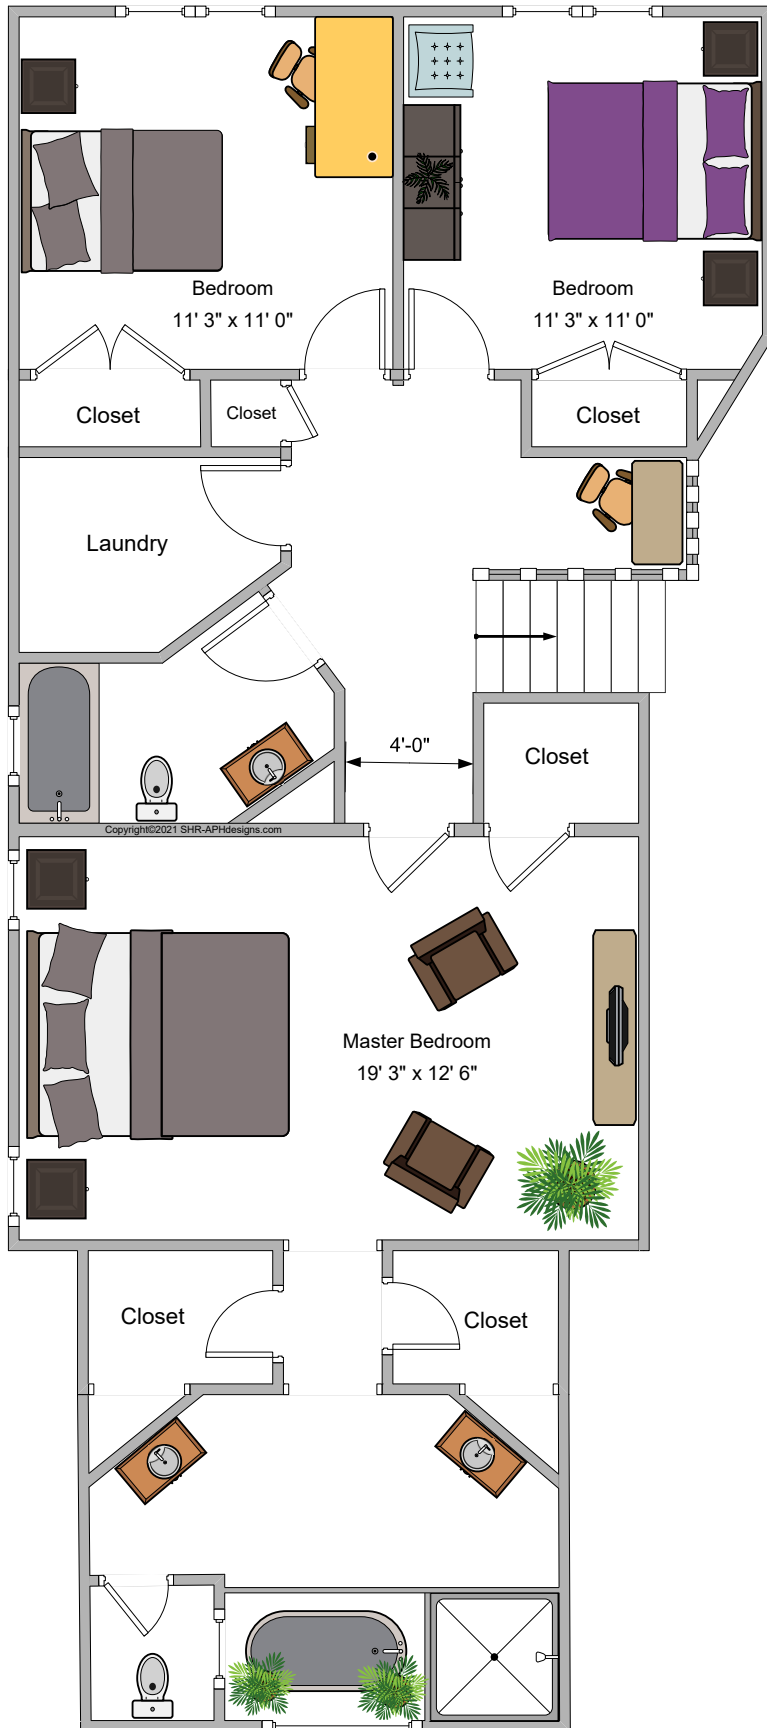 Bedroom
11' 3" x 11' 0"
Bedroom
11' 3" x 11' 0"
Closet
Closet
Closet
Laundry
4'-0"
Closet
Copyright©2021 SHR-APHdesigns.com
Master Bedroom
19' 3" x 12' 6"
Closet
Closet